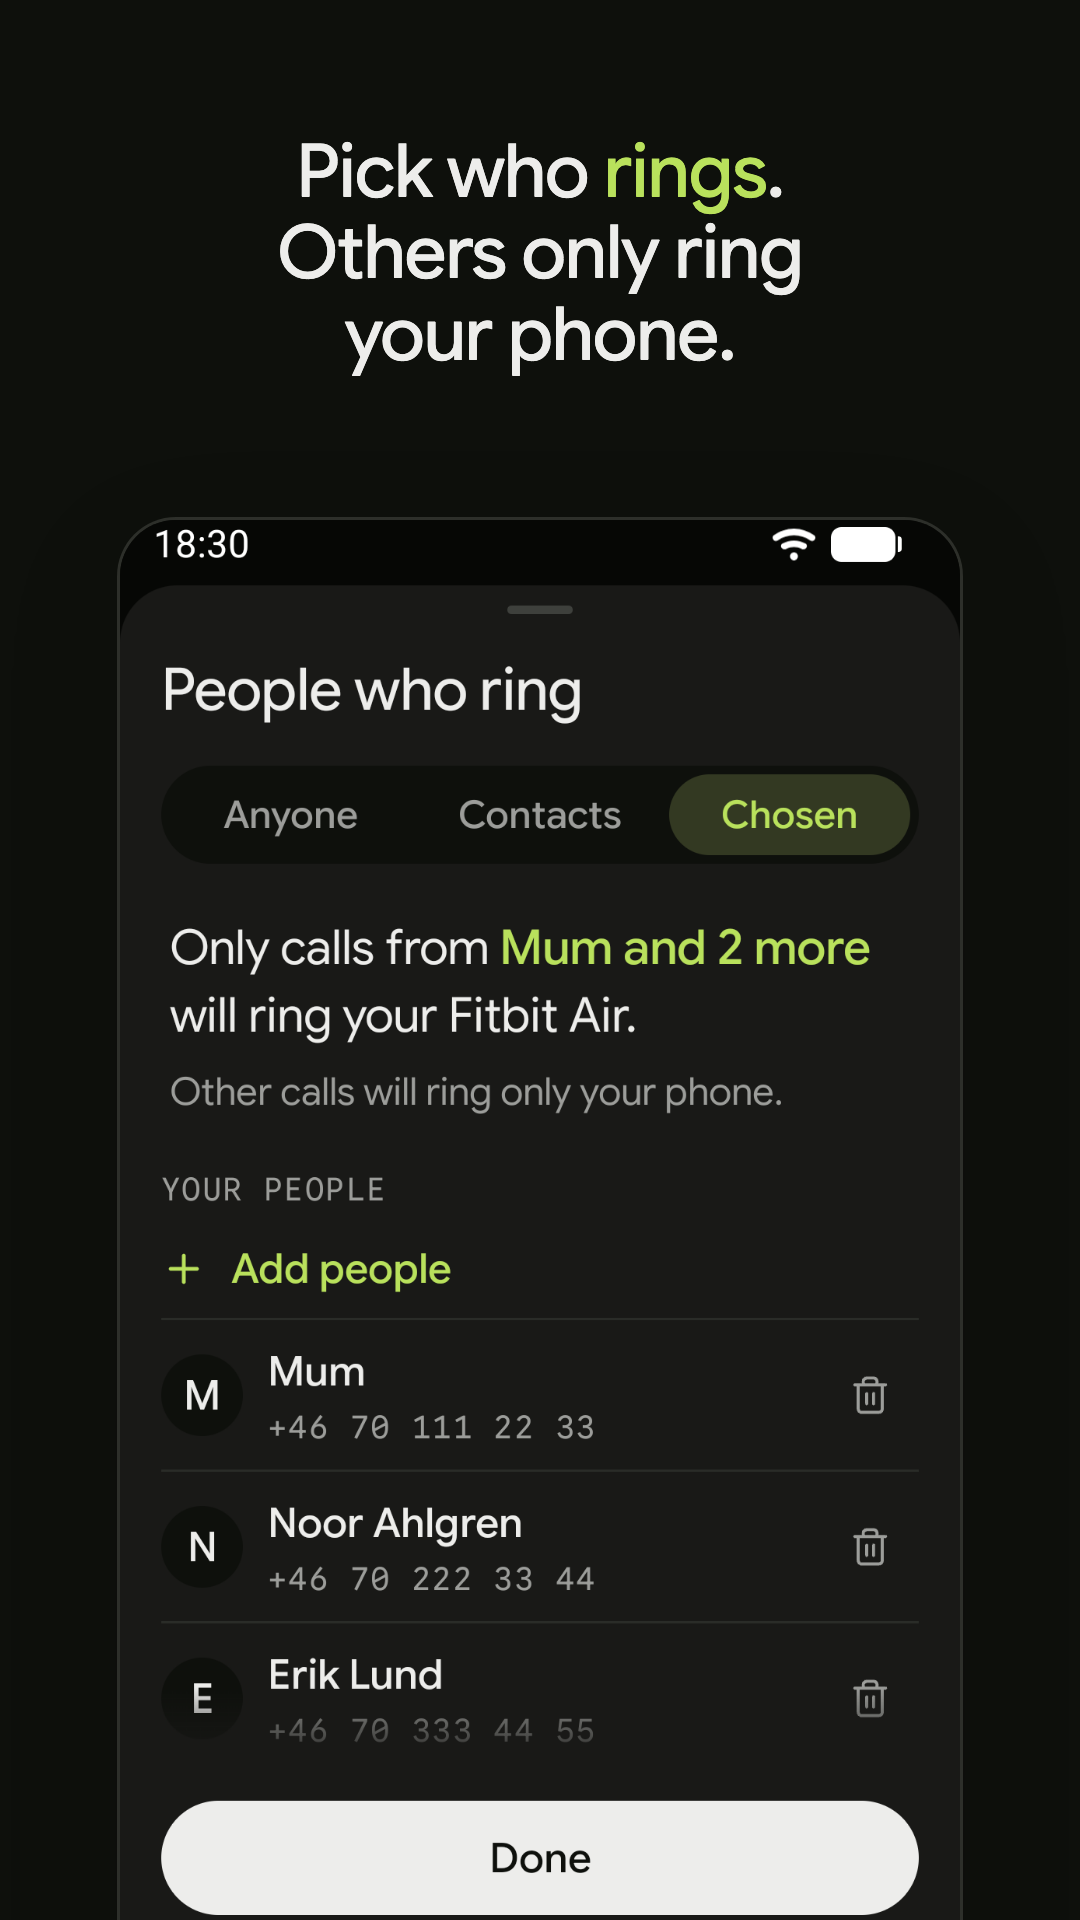 Pick who rings.
Others only ring
your phone.
18:30
People who ring
Anyone Contacts Chosen
Only calls from Mum and 2 more
will ring your Fitbit Air.
Other calls will ring only your phone.
YOUR PEOPLE
+ Add people
M Mum
+46 70 111 22 33
N Noor Ahlgren
+46 70 222 33 44
E Erik Lund
+46 70 333 44 55
Done